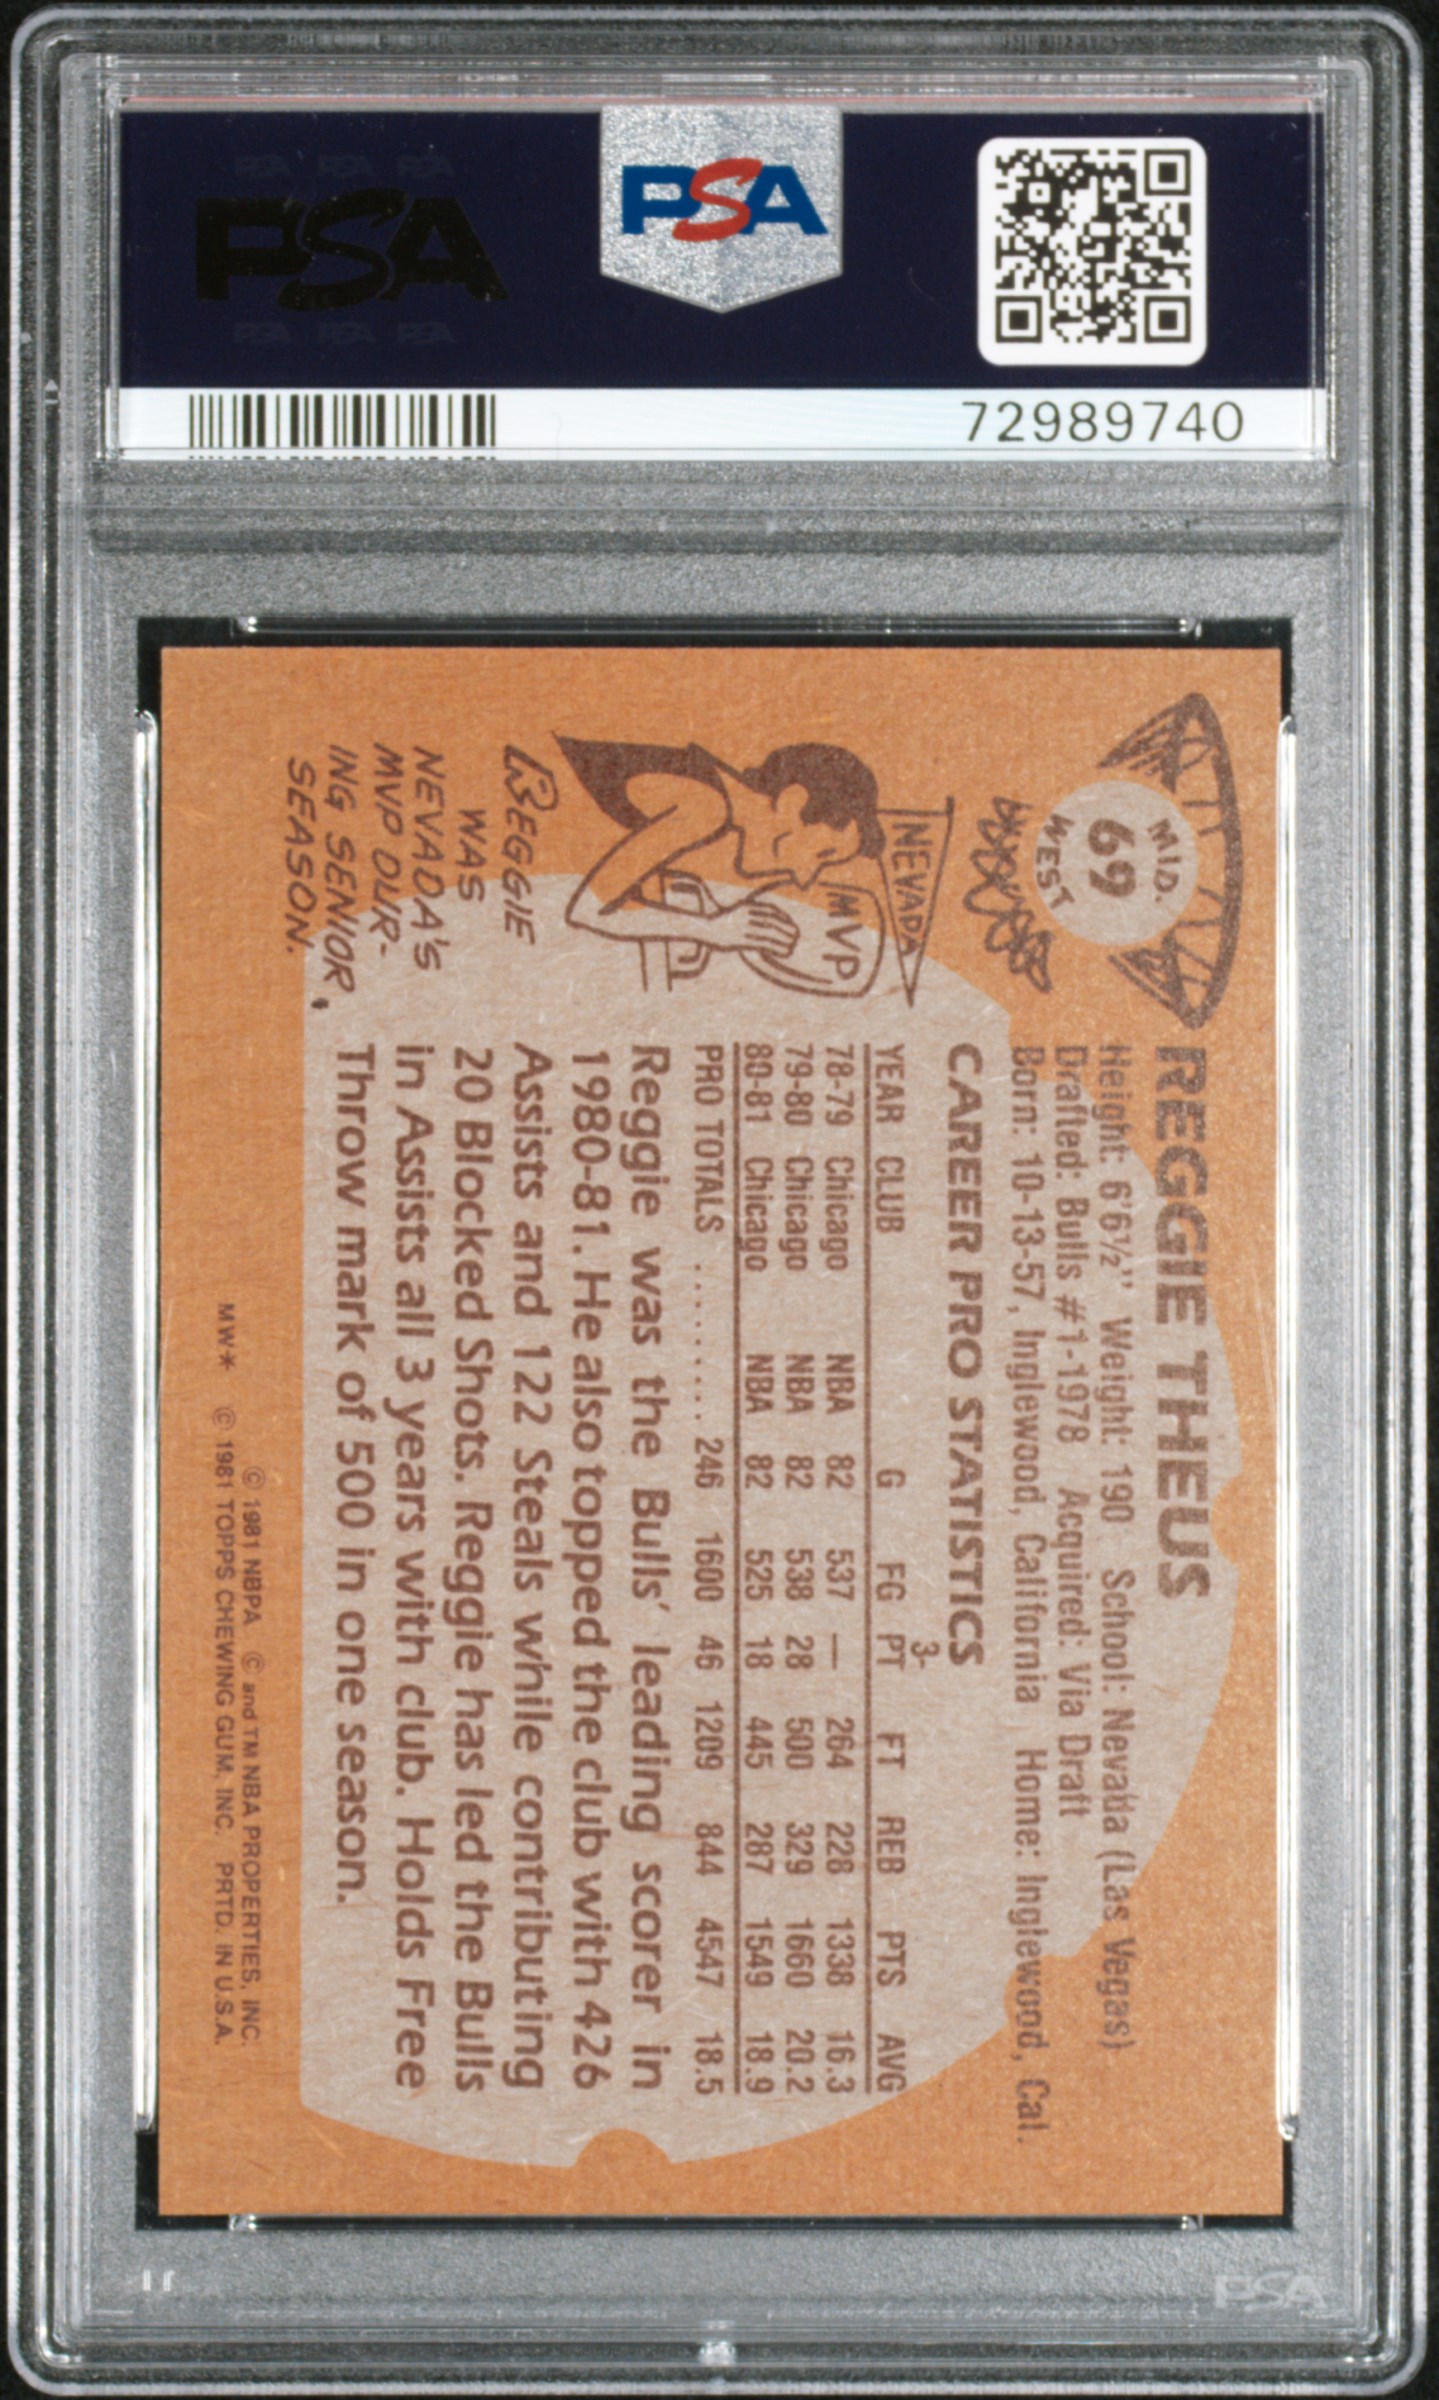 PSA PSA PSA
PSA
PSA PSA PSA
PSA
72989740
MID.
69
WEST
REGGIE THEUS
Height: 6'6½" Weight: 190 School: Nevada (Las Vegas)
Drafted: Bulls #1-1978 Acquired: Via Draft
Born: 10-13-57, Inglewood, California Home: Inglewood, Cal.
CAREER PRO STATISTICS
YEAR CLUB G FG 3-PT FT REB PTS AVG
78-79 Chicago NBA 82 537 — 264 228 1338 16.3
79-80 Chicago NBA 82 538 28 500 329 1660 20.2
80-81 Chicago NBA 82 525 18 445 287 1549 18.9
PRO TOTALS ........ 246 1600 46 1209 844 4547 18.5
Reggie was the Bulls' leading scorer in
1980-81. He also topped the club with 426
Assists and 122 Steals while contributing
20 Blocked Shots. Reggie has led the Bulls
in Assists all 3 years with club. Holds Free
Throw mark of 500 in one season.
NEVADA
MVP
REGGIE
WAS
NEVADA'S
MVP DUR-
ING SENIOR
SEASON.
© 1981 NBPA © and TM NBA PROPERTIES, INC.
MW* © 1981 TOPPS CHEWING GUM, INC. PRTD. IN U.S.A.
PSA